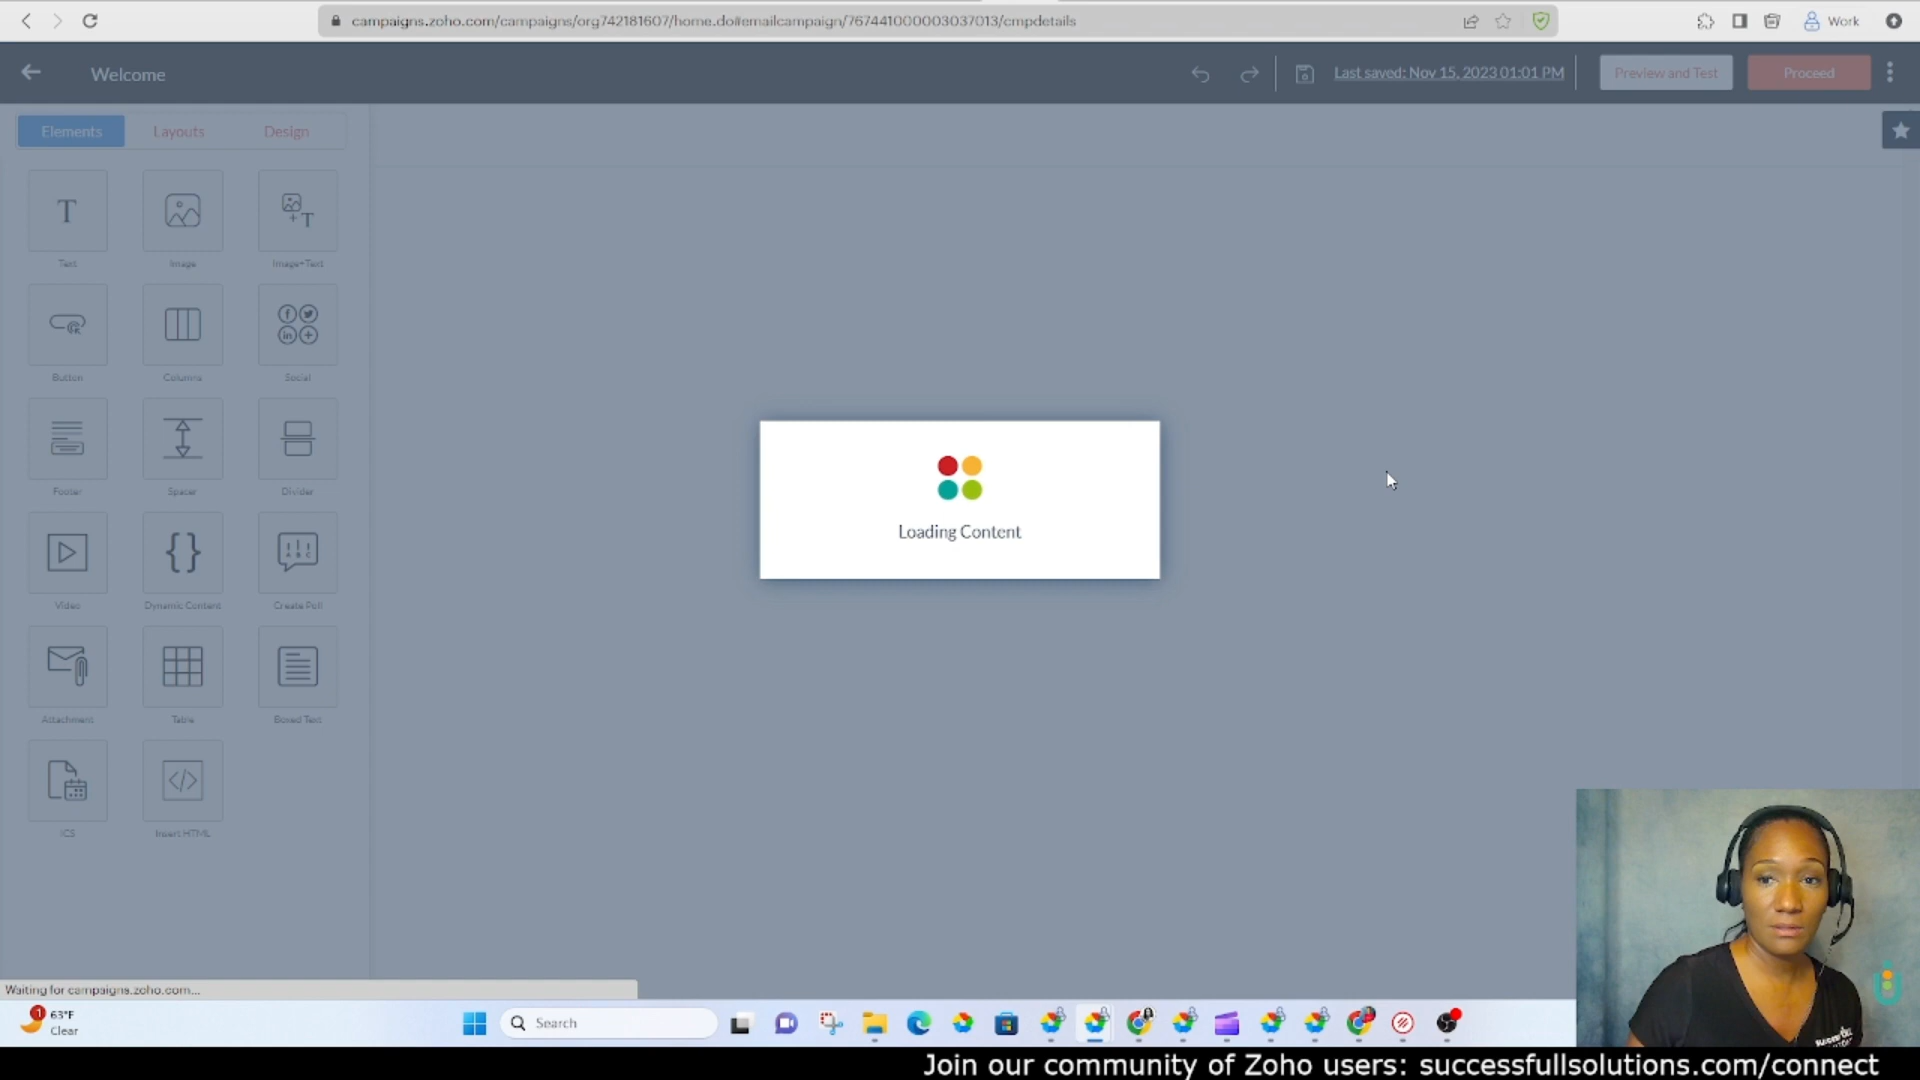 campaigns.zoho.com/campaigns/org742181607/home.do#emailcampaign/767441000003037013/cmpdetails
Work
Welcome
Last saved: Nov 15, 2023 01:01 PM
Preview and Test
Proceed
Elements
Layouts
Design
T
T
Text
Image
Image+Text
Button
Columns
Social
Footer
Spacer
Divider
Video
Dynamic Content
Create Poll
Attachment
Table
Boxed Text
ICS
Insert HTML
Loading Content
Waiting for campaigns.zoho.com...
1
63°F
Clear
Search
Join our community of Zoho users: successfullsolutions.com/connect